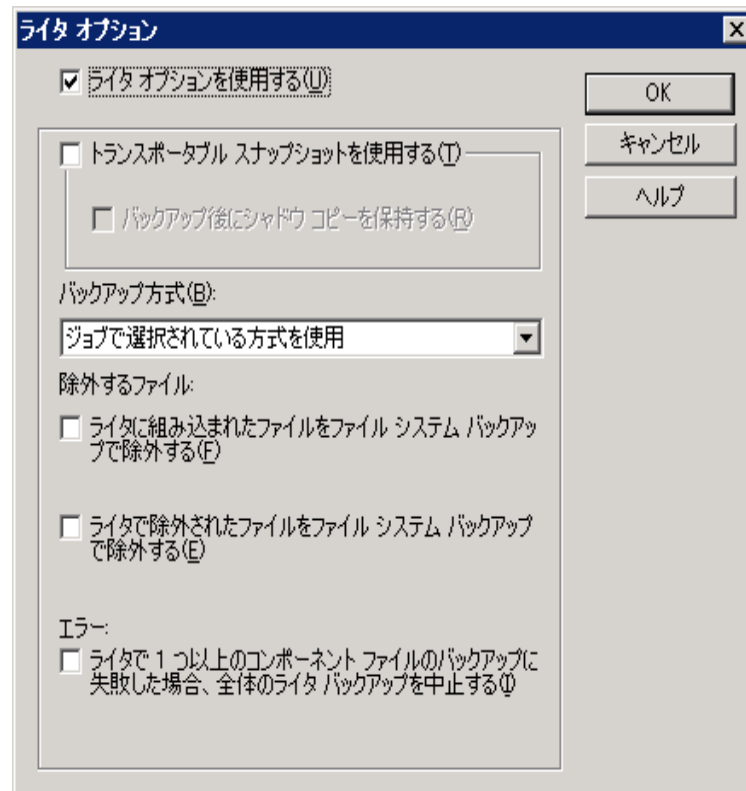 ライタ オプション
ライタ オプションを使用する(U)
OK
キャンセル
ヘルプ
トランスポータブル スナップショットを使用する(T)
バックアップ後にシャドウ コピーを保持する(R)
バックアップ方式(B):
ジョブで選択されている方式を使用
除外するファイル:
ライタに組み込まれたファイルをファイル システム バックアッ
プで除外する(F)
ライタで除外されたファイルをファイル システム バックアップ
で除外する(E)
エラー:
ライタで 1 つ以上のコンポーネント ファイルのバックアップに
失敗した場合、全体のライタ バックアップを中止する(I)